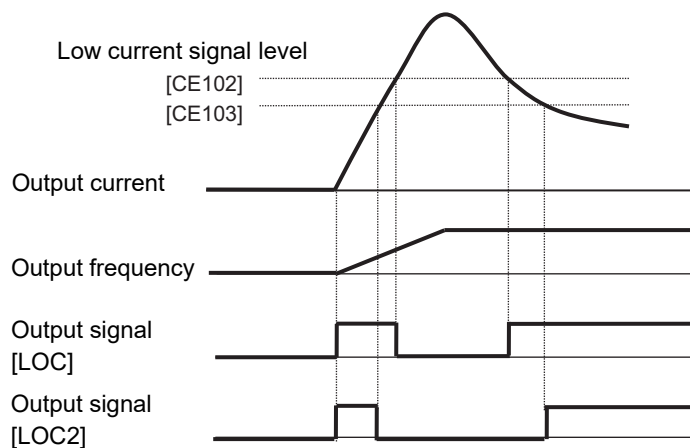 Low current signal level
[CE102]
[CE103]
Output current
Output frequency
Output signal
[LOC]
Output signal
[LOC2]